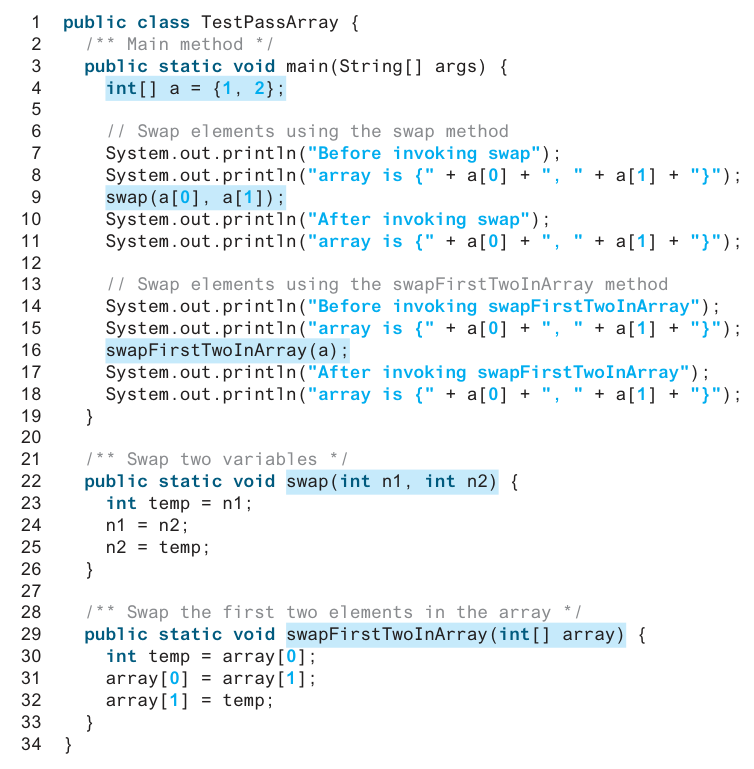 1 public class TestPassArray {
2 /** Main method */
3 public static void main(String[] args) {
4 int[] a = {1, 2};
5
6 // Swap elements using the swap method
7 System.out.println("Before invoking swap");
8 System.out.println("array is {" + a[0] + ", " + a[1] + "}");
9 swap(a[0], a[1]);
10 System.out.println("After invoking swap");
11 System.out.println("array is {" + a[0] + ", " + a[1] + "}");
12
13 // Swap elements using the swapFirstTwoInArray method
14 System.out.println("Before invoking swapFirstTwoInArray");
15 System.out.println("array is {" + a[0] + ", " + a[1] + "}");
16 swapFirstTwoInArray(a);
17 System.out.println("After invoking swapFirstTwoInArray");
18 System.out.println("array is {" + a[0] + ", " + a[1] + "}");
19 }
20
21 /** Swap two variables */
22 public static void swap(int n1, int n2) {
23 int temp = n1;
24 n1 = n2;
25 n2 = temp;
26 }
27
28 /** Swap the first two elements in the array */
29 public static void swapFirstTwoInArray(int[] array) {
30 int temp = array[0];
31 array[0] = array[1];
32 array[1] = temp;
33 }
34 }